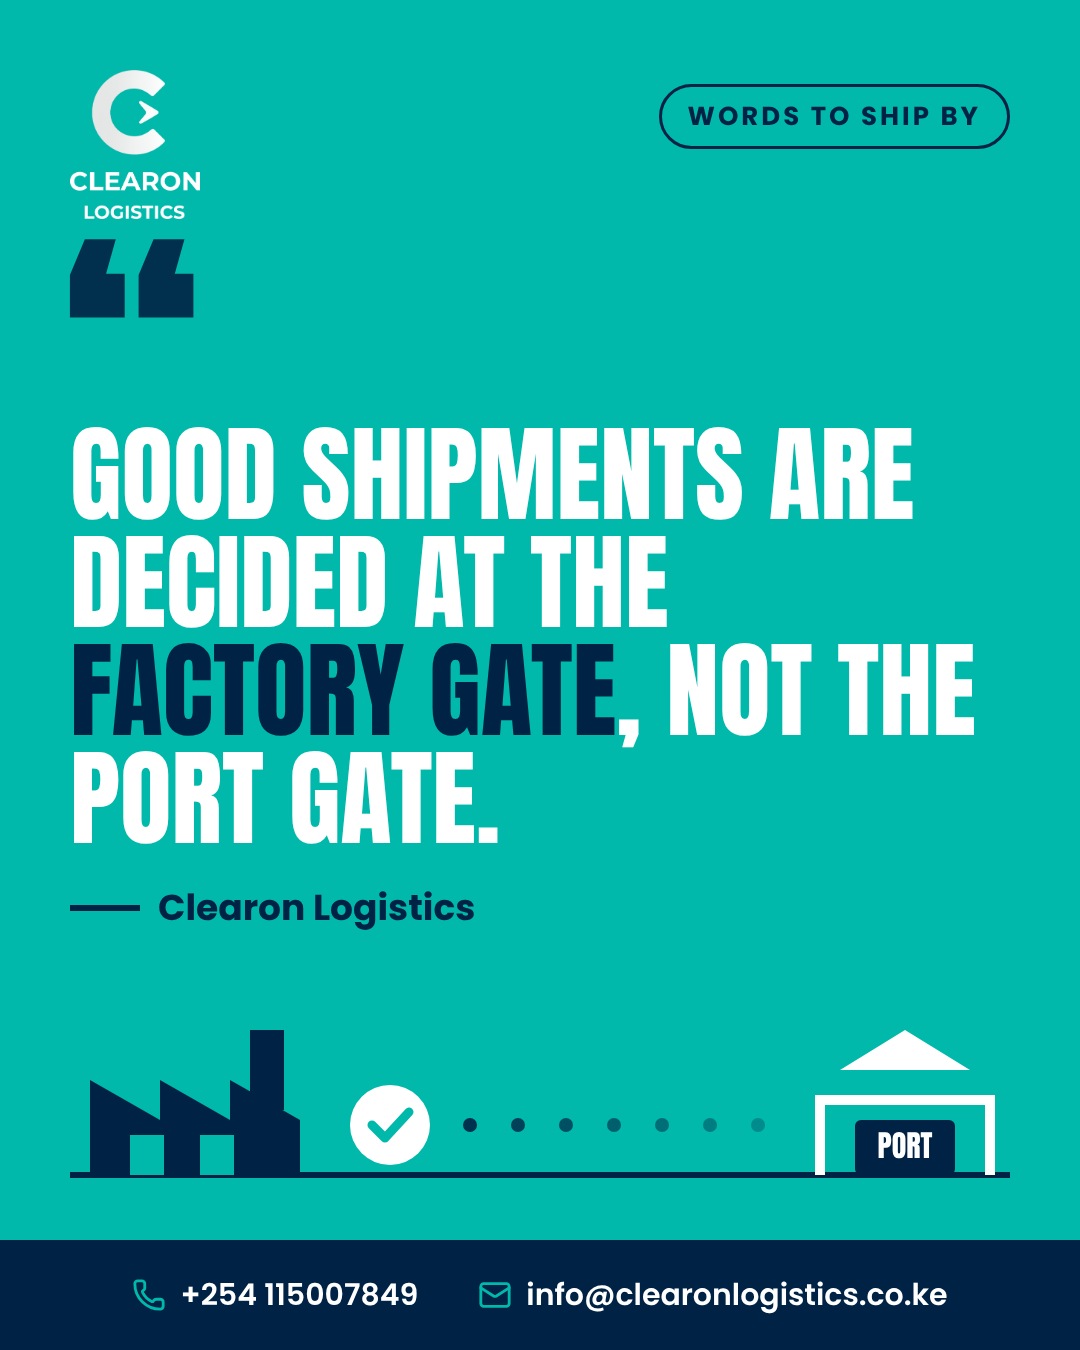 CLEARON
LOGISTICS
WORDS TO SHIP BY
“
GOOD SHIPMENTS ARE
DECIDED AT THE
FACTORY GATE, NOT THE
PORT GATE.
— Clearon Logistics
PORT
+254 115007849
info@clearonlogistics.co.ke